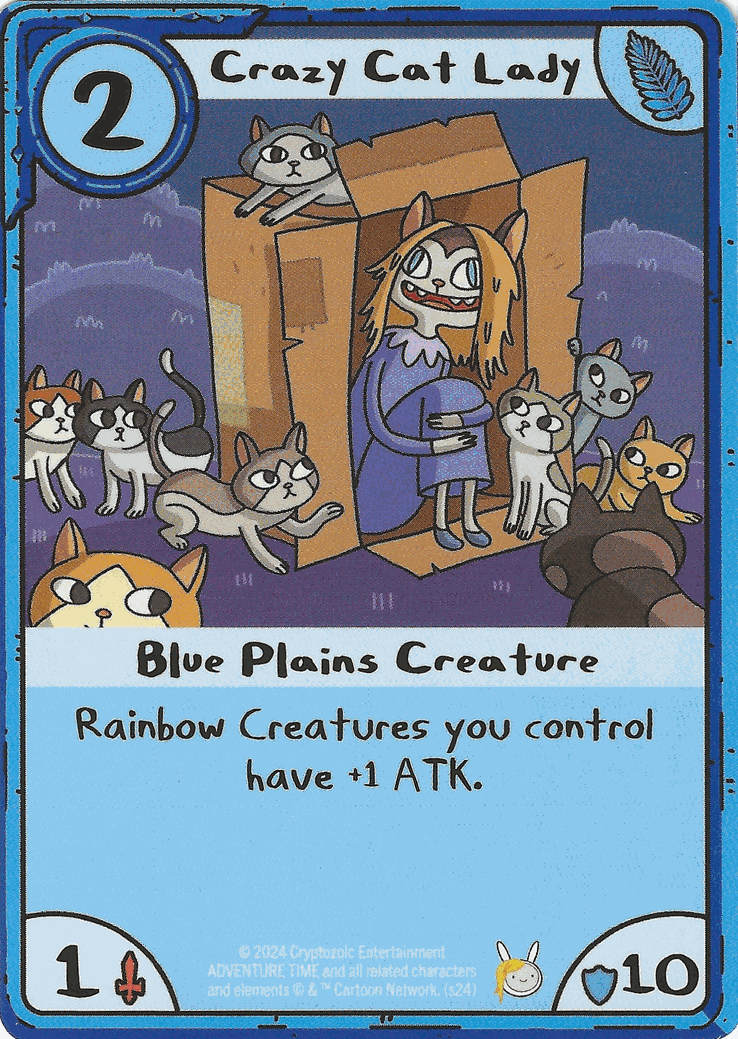 2
Crazy Cat Lady
Blue Plains Creature
Rainbow Creatures you control
have +1 ATK.
1
© 2024 Cryptozoic Entertainment
ADVENTURE TIME and all related characters
and elements © & ™ Cartoon Network. (s24)
10